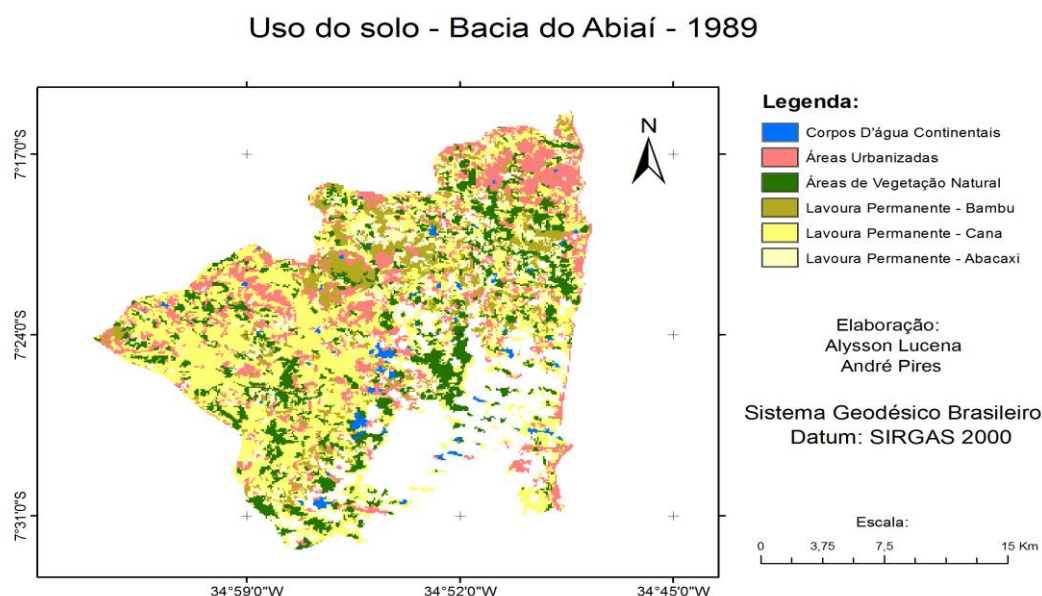 Uso do solo - Bacia do Abiaí - 1989
7°17'0"S
7°24'0"S
7°31'0"S
34°59'0"W
34°52'0"W
34°45'0"W
N
Legenda:
Corpos D'água Continentais
Áreas Urbanizadas
Áreas de Vegetação Natural
Lavoura Permanente - Bambu
Lavoura Permanente - Cana
Lavoura Permanente - Abacaxi
Elaboração:
Alysson Lucena
André Pires
Sistema Geodésico Brasileiro
Datum: SIRGAS 2000
Escala:
0 3,75 7,5 15 Km